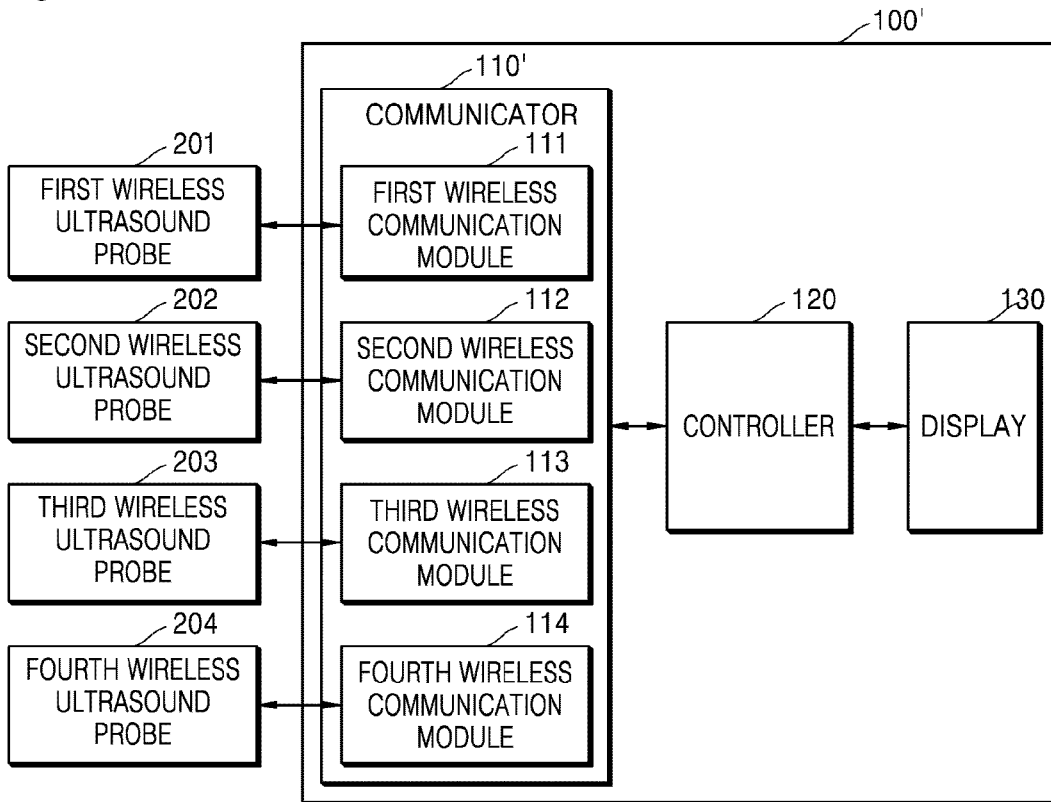 100'
110'
COMMUNICATOR
201
FIRST WIRELESS
ULTRASOUND
PROBE
111
FIRST WIRELESS
COMMUNICATION
MODULE
202
SECOND WIRELESS
ULTRASOUND
PROBE
112
SECOND WIRELESS
COMMUNICATION
MODULE
120
CONTROLLER
130
DISPLAY
203
THIRD WIRELESS
ULTRASOUND
PROBE
113
THIRD WIRELESS
COMMUNICATION
MODULE
204
FOURTH WIRELESS
ULTRASOUND
PROBE
114
FOURTH WIRELESS
COMMUNICATION
MODULE